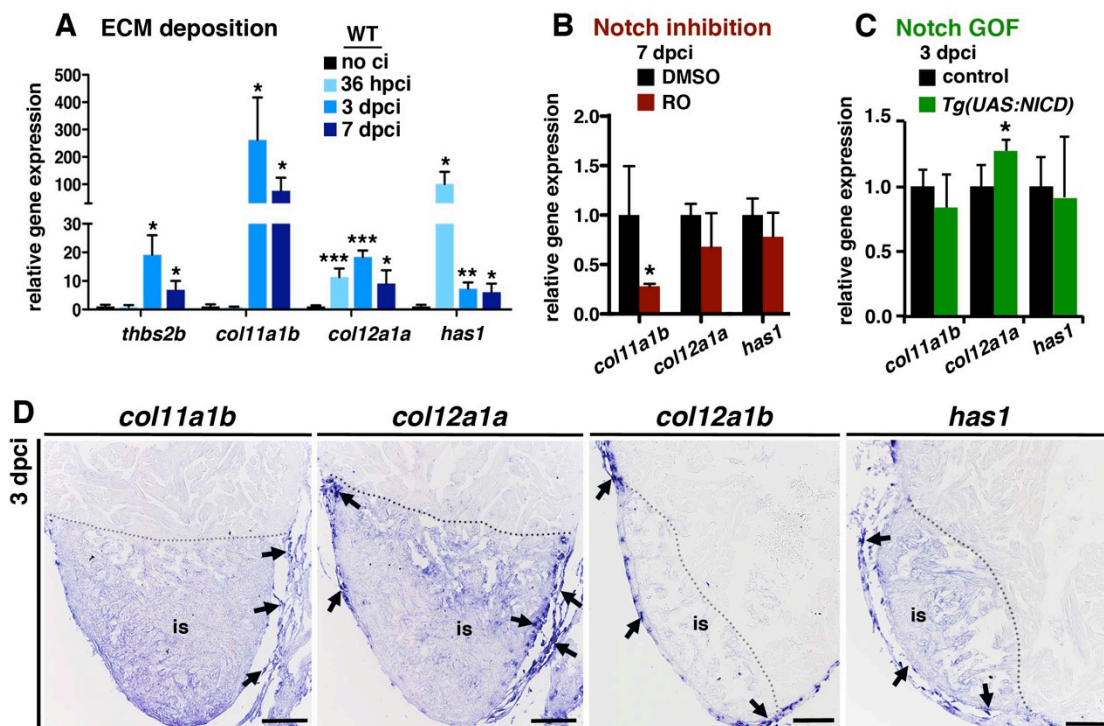 A ECM deposition
WT
no ci
36 hpci
3 dpci
7 dpci
relative gene expression
500
400
300
200
100
30
20
10
0
* * * * *** *** * * ** *
thbs2b col11a1b col12a1a has1
B Notch inhibition
7 dpci
DMSO
RO
relative gene expression
2.0
1.5
1.0
0.5
0.0
*
col11a1b col12a1a has1
C Notch GOF
3 dpci
control
Tg(UAS:NICD)
relative gene expression
1.5
1.0
0.5
0.0
*
col11a1b col12a1a has1
D col11a1b col12a1a col12a1b has1
3 dpci
is is is is